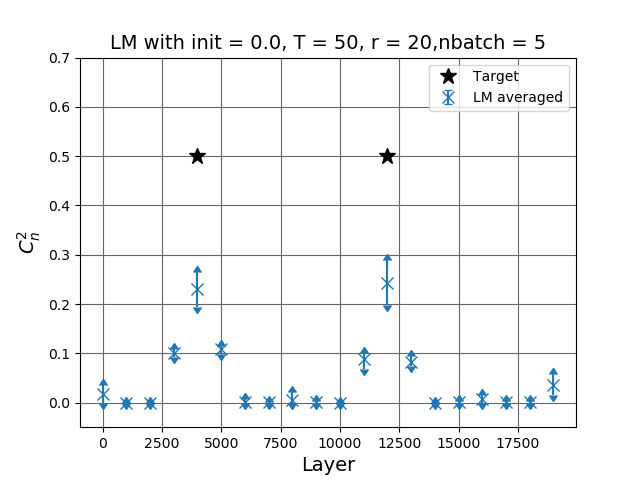 LM with init = 0.0, T = 50, r = 20,nbatch = 5
Target
LM averaged
0.7
0.6
0.5
0.4
0.3
0.2
0.1
0.0
$C_n^2$
0 2500 5000 7500 10000 12500 15000 17500
Layer